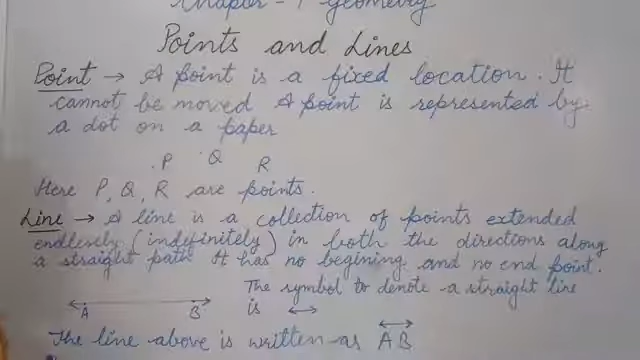 Chapter - 1 Geometry
Points and Lines
Point → A point is a fixed location. It
cannot be moved A point is represented by
a dot on a paper
. P . Q R
Here P, Q, R are points.
Line → A line is a collection of points extended
endlessly (indefinitely) in both the directions along
a straight path It has no begining and no end point.
The symbol to denote a straight line
A B is ↔
The line above is written as AB